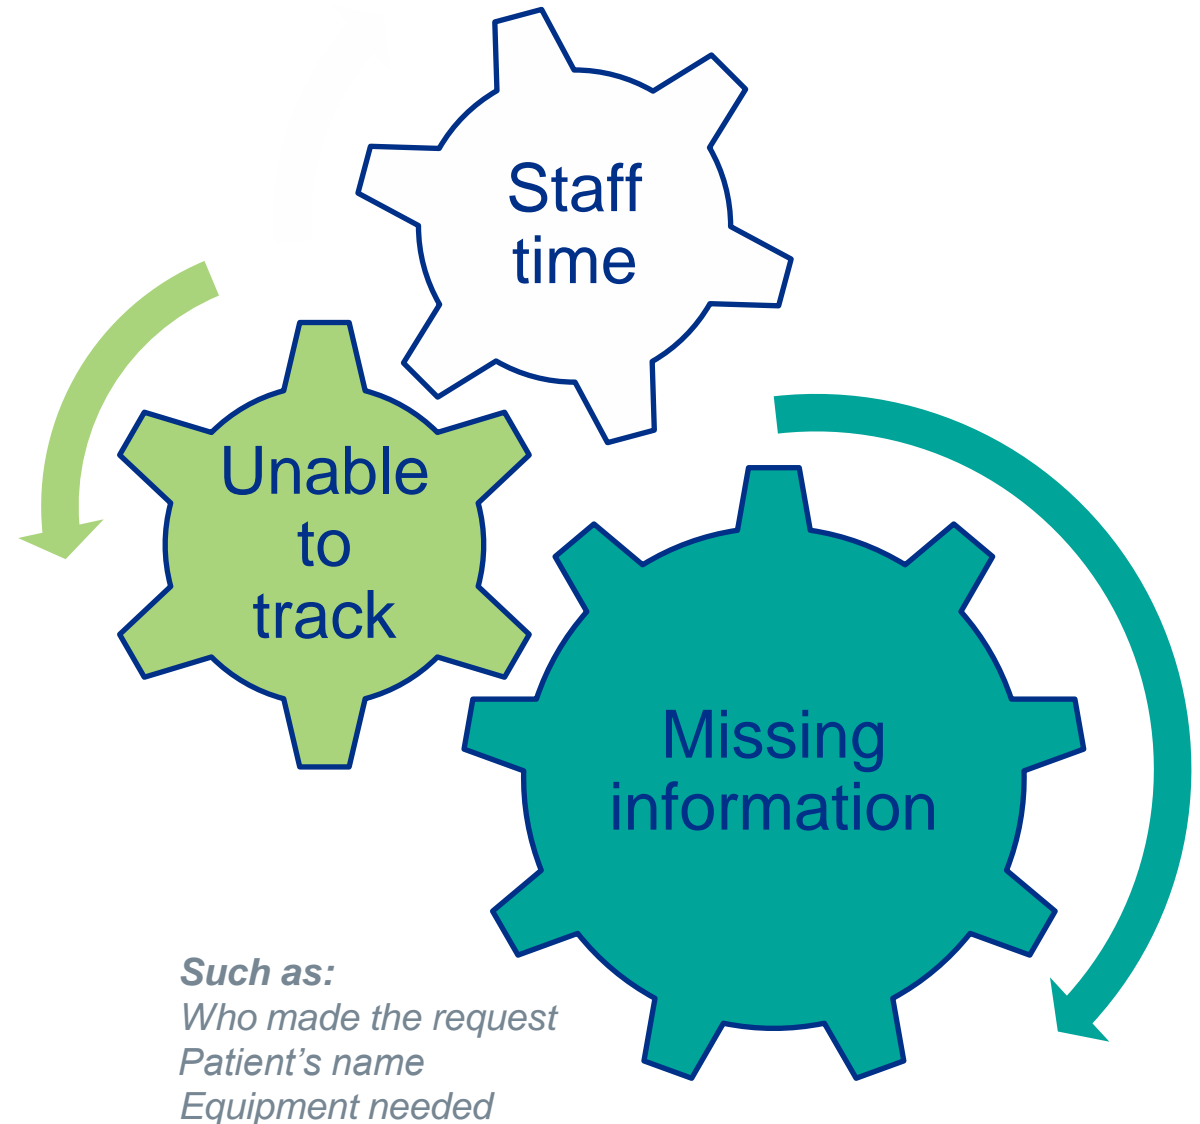 Staff
time
Unable
to
track
Missing
information
Such as:
Who made the request
Patient’s name
Equipment needed